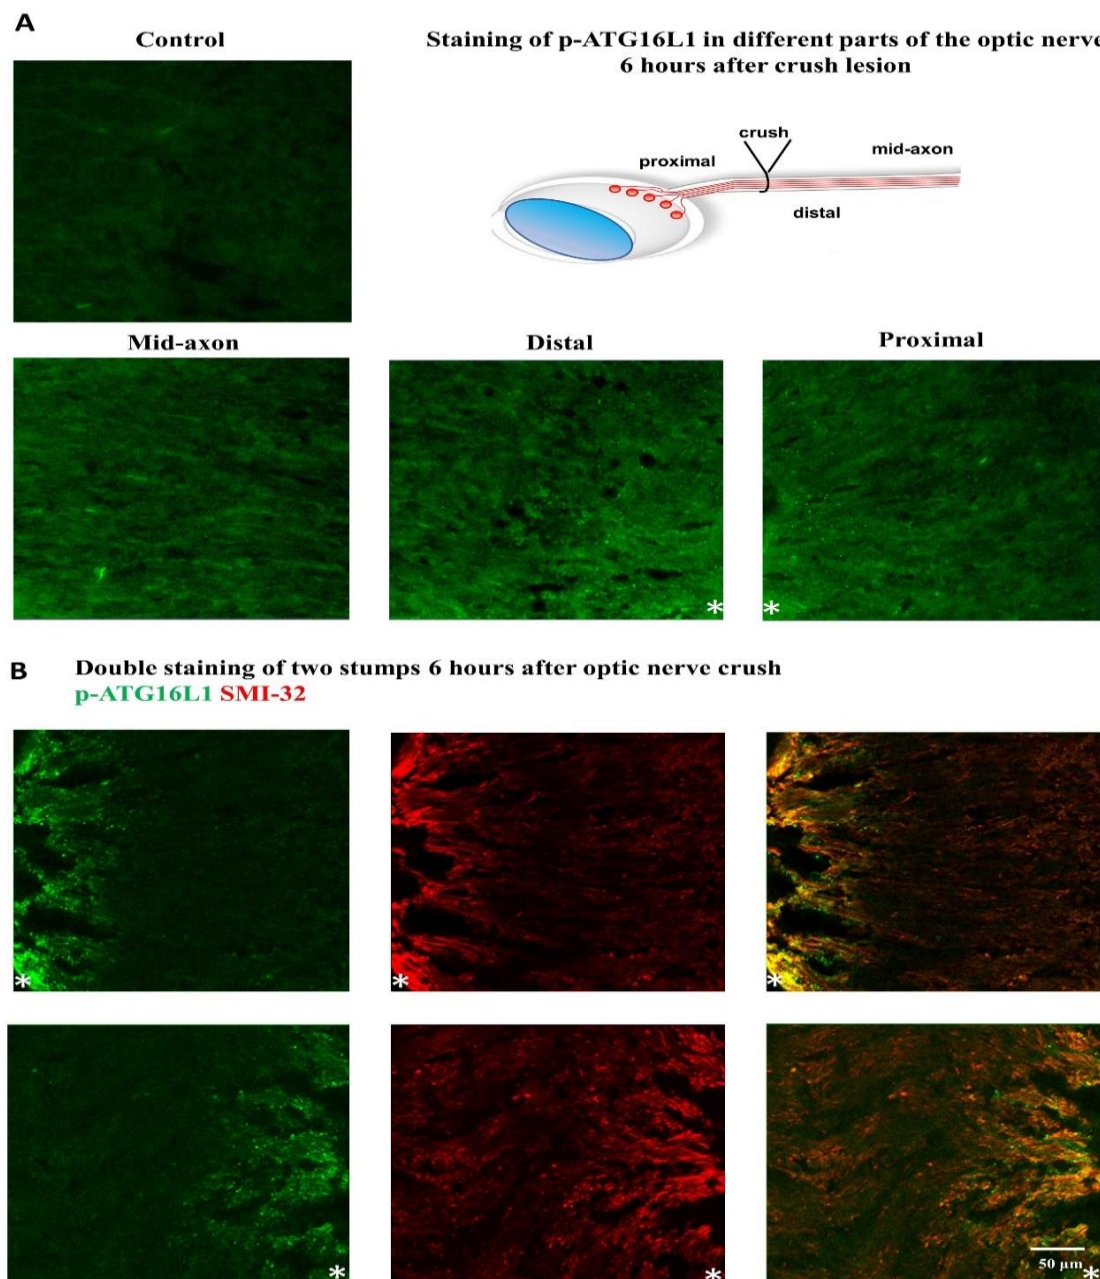 A
Control
Staining of p-ATG16L1 in different parts of the optic nerve
6 hours after crush lesion
crush
proximal
mid-axon
distal
Mid-axon
Distal
Proximal
*
*
B
Double staining of two stumps 6 hours after optic nerve crush
p-ATG16L1 SMI-32
*
*
*
*
*
50 µm
*